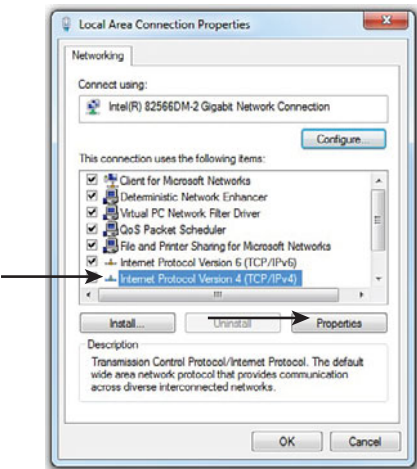 Local Area Connection Properties
Networking
Connect using:
Intel(R) 82566DM-2 Gigabit Network Connection
Configure...
This connection uses the following items:
Client for Microsoft Networks
Deterministic Network Enhancer
Virtual PC Network Filter Driver
QoS Packet Scheduler
File and Printer Sharing for Microsoft Networks
Internet Protocol Version 6 (TCP/IPv6)
Internet Protocol Version 4 (TCP/IPv4)
Install... Uninstall Properties
Description
Transmission Control Protocol/Internet Protocol. The default
wide area network protocol that provides communication
across diverse interconnected networks.
OK Cancel